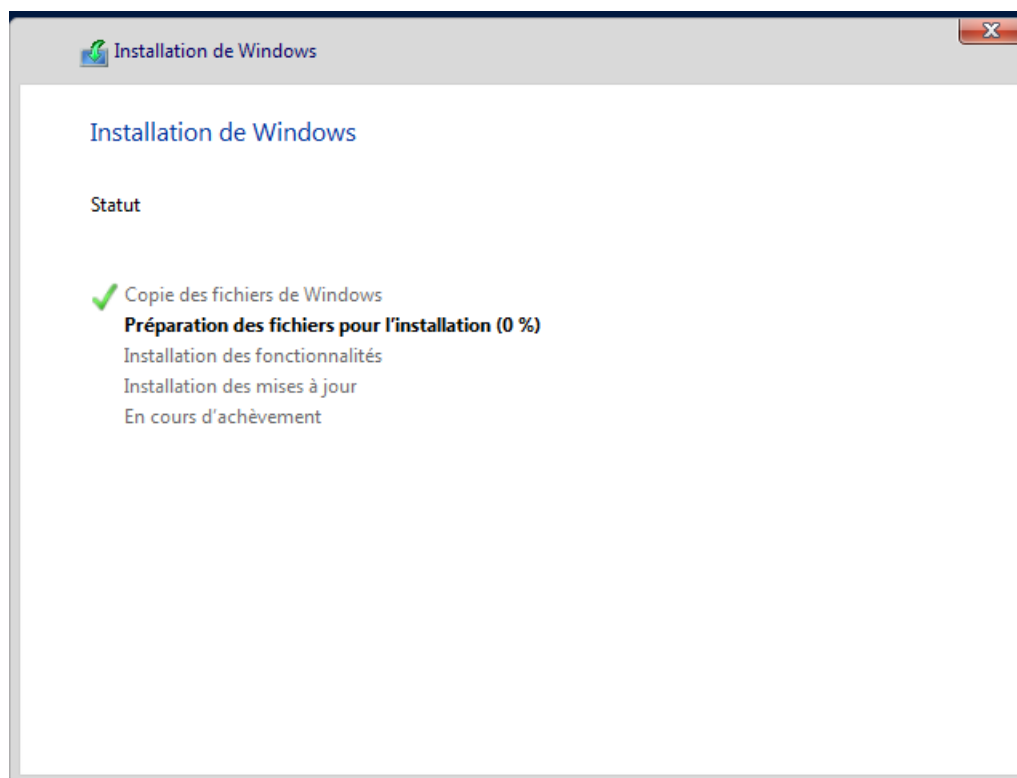 Installation de Windows
Installation de Windows
Statut
Copie des fichiers de Windows
Préparation des fichiers pour l'installation (0 %)
Installation des fonctionnalités
Installation des mises à jour
En cours d'achèvement